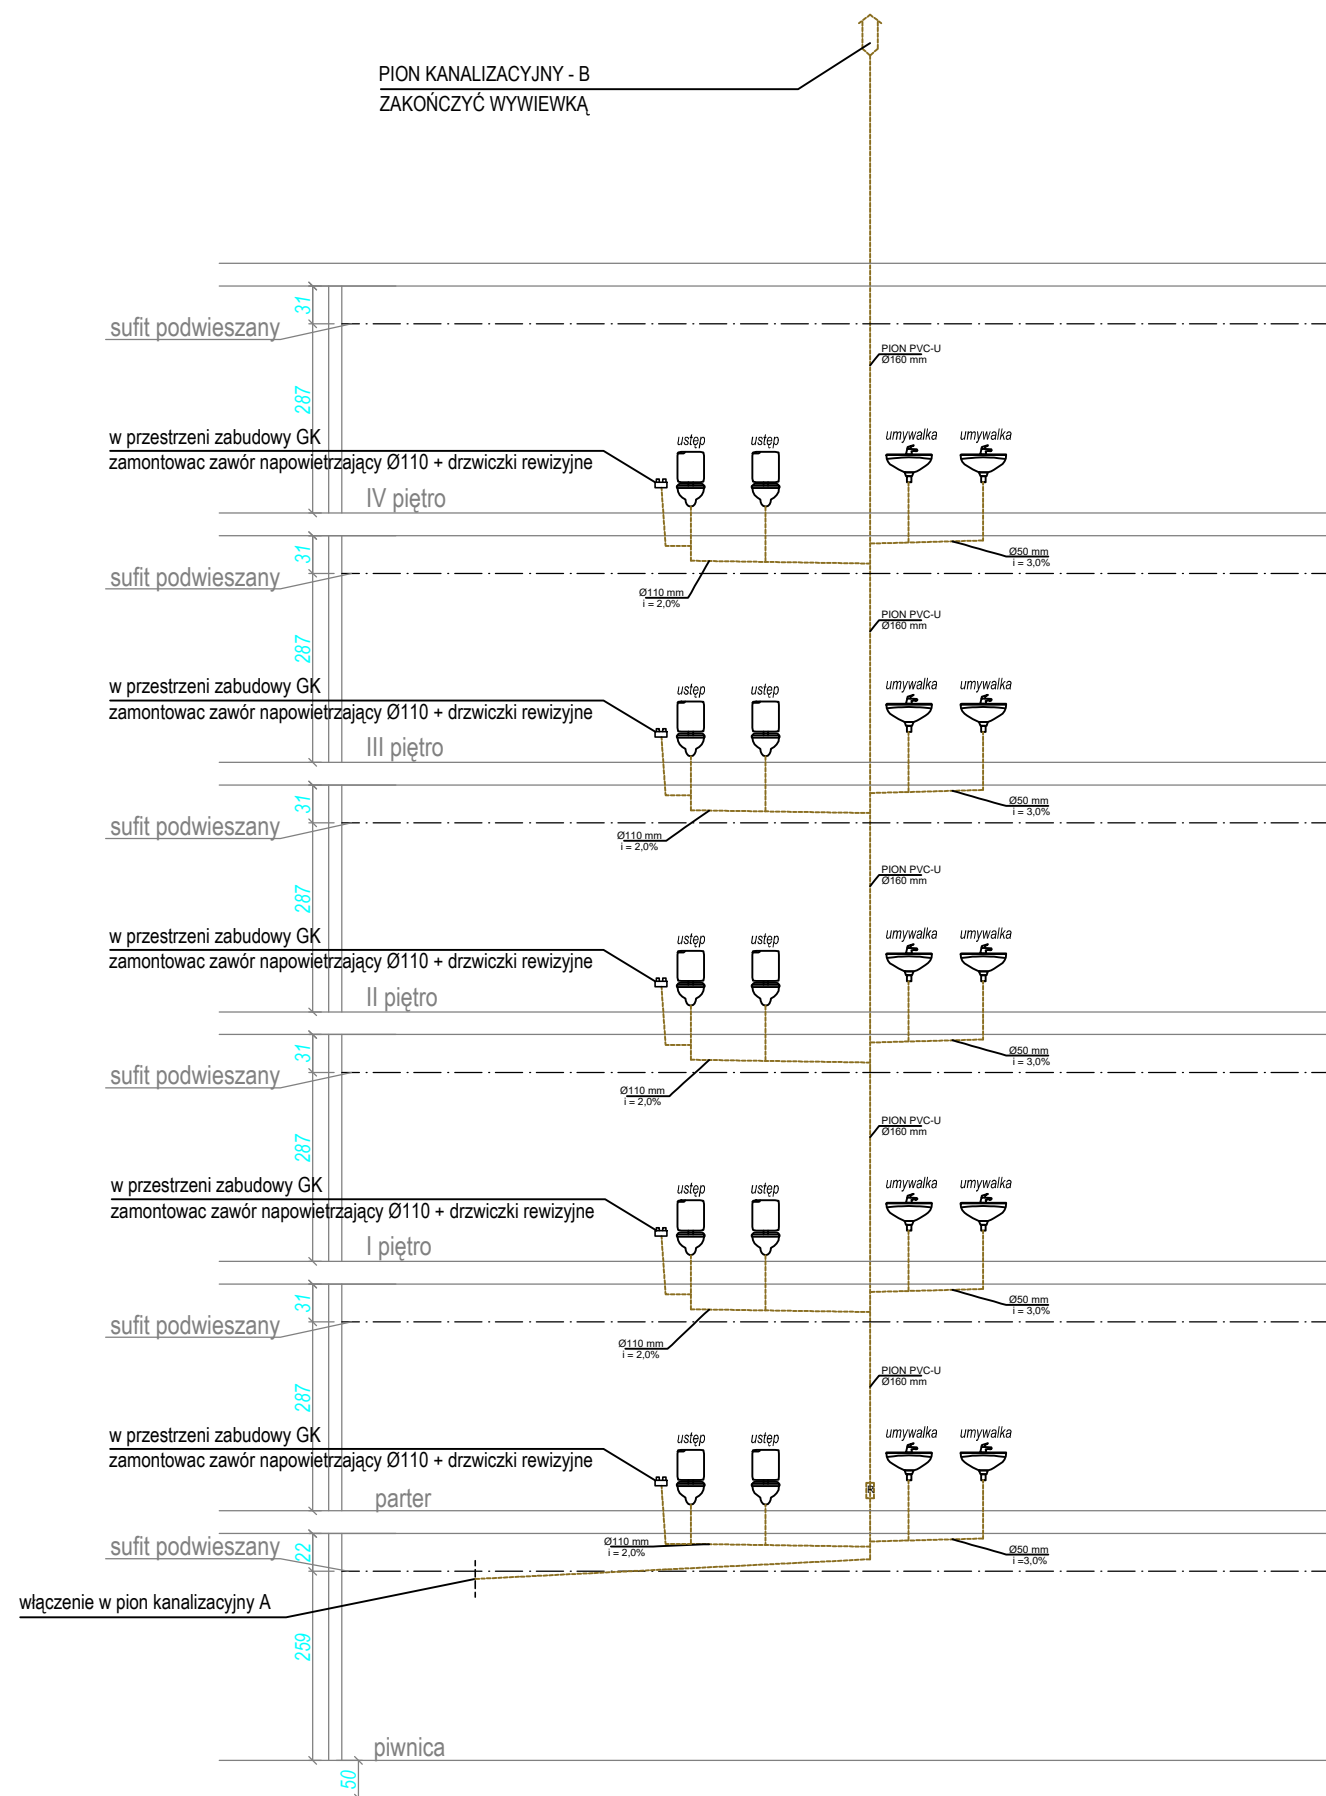 PION KANALIZACYJNY - B
ZAKOŃCZYĆ WYWIEWKĄ
31
sufit podwieszany
PION PVC-U
Ø160 mm
287
w przestrzeni zabudowy GK
zamontowac zawór napowietrzający Ø110 + drzwiczki rewizyjne
ustęp ustęp umywalka umywalka
IV piętro
31
sufit podwieszany
Ø50 mm
i = 3,0%
Ø110 mm
i = 2,0%
PION PVC-U
Ø160 mm
287
w przestrzeni zabudowy GK
zamontowac zawór napowietrzający Ø110 + drzwiczki rewizyjne
ustęp ustęp umywalka umywalka
III piętro
31
sufit podwieszany
Ø50 mm
i = 3,0%
Ø110 mm
i = 2,0%
PION PVC-U
Ø160 mm
287
w przestrzeni zabudowy GK
zamontowac zawór napowietrzający Ø110 + drzwiczki rewizyjne
ustęp ustęp umywalka umywalka
II piętro
31
sufit podwieszany
Ø50 mm
i = 3,0%
Ø110 mm
i = 2,0%
PION PVC-U
Ø160 mm
287
w przestrzeni zabudowy GK
zamontowac zawór napowietrzający Ø110 + drzwiczki rewizyjne
ustęp ustęp umywalka umywalka
I piętro
31
sufit podwieszany
Ø50 mm
i = 3,0%
Ø110 mm
i = 2,0%
PION PVC-U
Ø160 mm
287
w przestrzeni zabudowy GK
zamontowac zawór napowietrzający Ø110 + drzwiczki rewizyjne
ustęp ustęp umywalka umywalka
R
parter
22
sufit podwieszany
Ø110 mm
i = 2,0%
Ø50 mm
i =3,0%
włączenie w pion kanalizacyjny A
259
piwnica
50